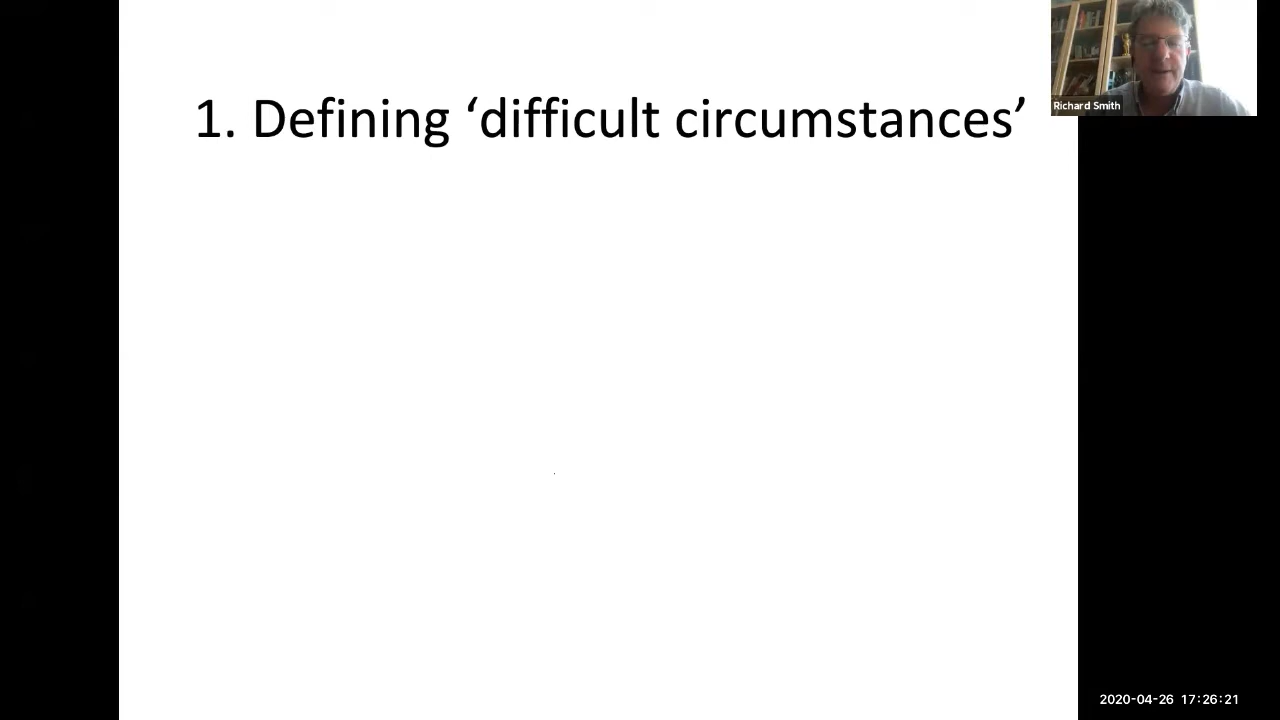 1. Defining ‘difficult circumstances’
Richard Smith
2020-04-26 17:26:21